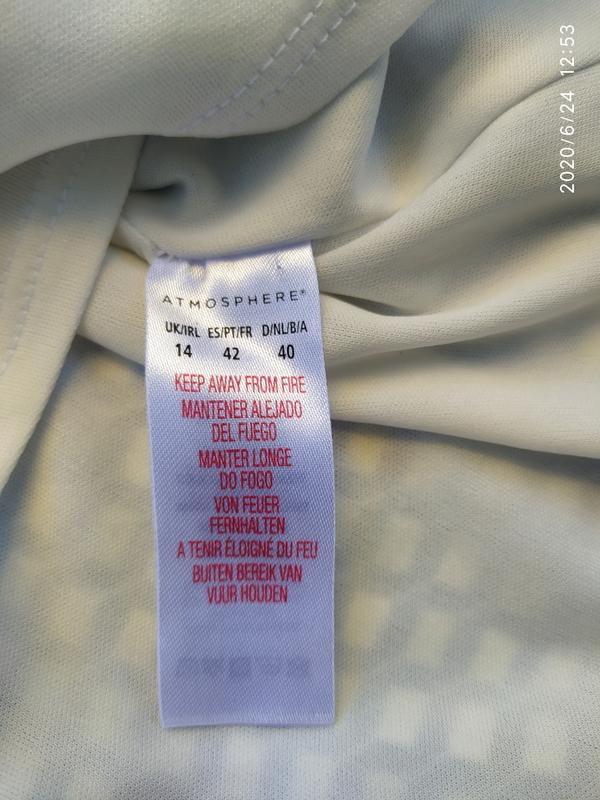 2020/6/24 12:53
ATMOSPHERE®
UK/IRL ES/PT/FR D/NL/B/A
14 42 40
KEEP AWAY FROM FIRE
MANTENER ALEJADO
DEL FUEGO
MANTER LONGE
DO FOGO
VON FEUER
FERNHALTEN
A TENIR ÉLOIGNÉ DU FEU
BUITEN BEREIK VAN
VUUR HOUDEN